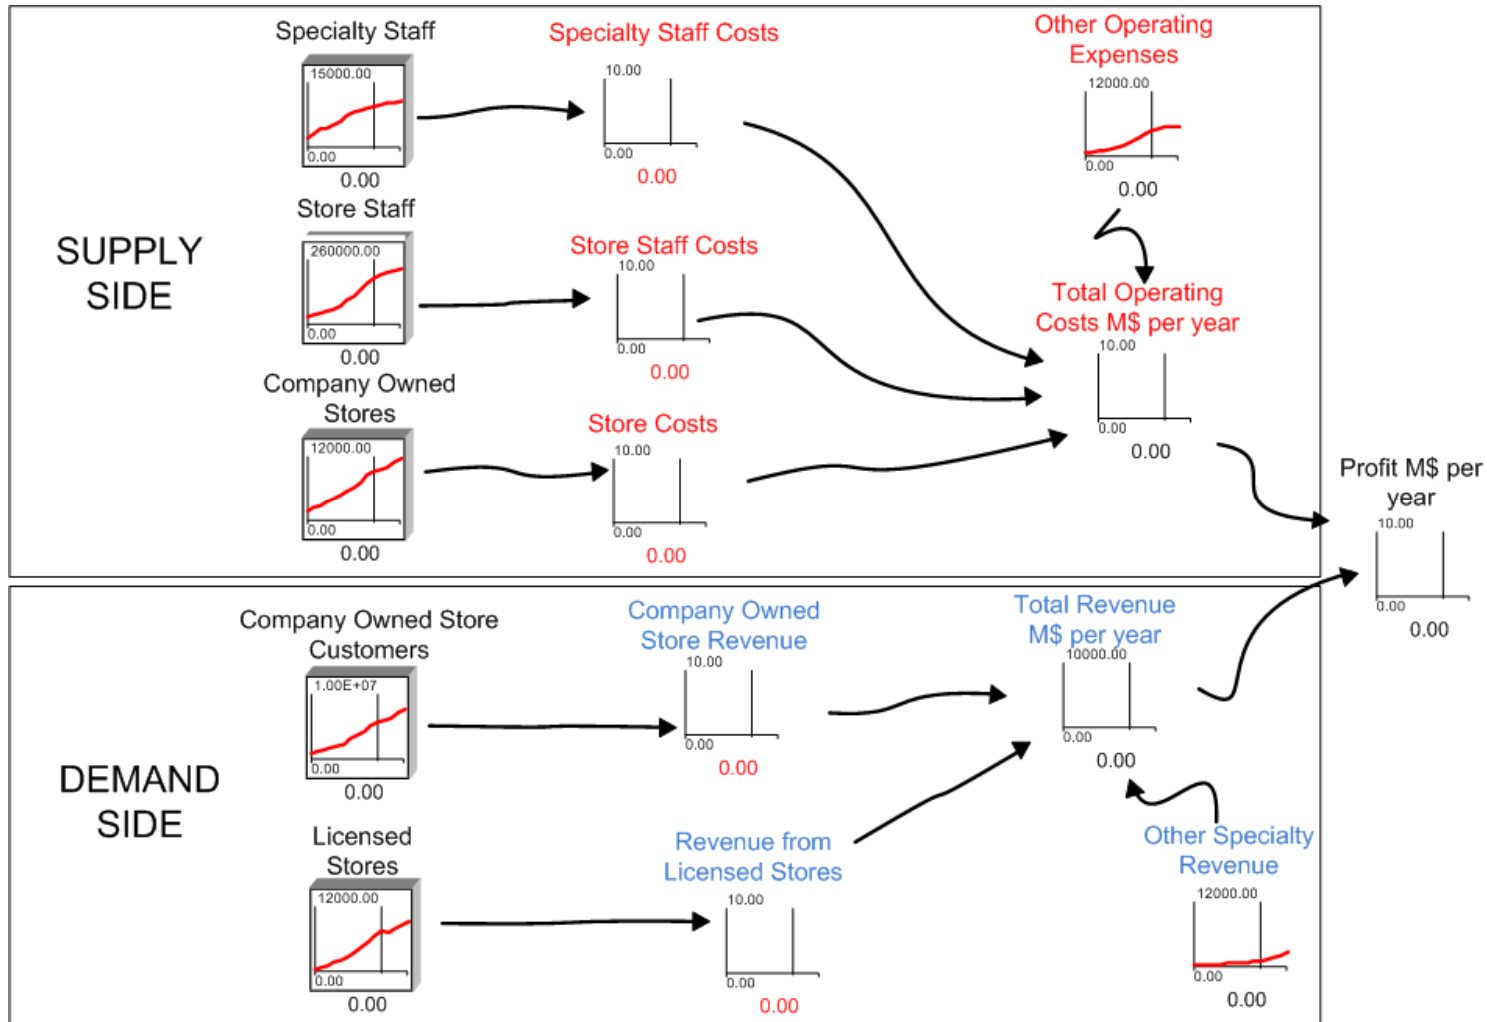 Specialty Staff
15000.00
0.00
0.00
Specialty Staff Costs
10.00
0.00
0.00
Other Operating
Expenses
12000.00
0.00
0.00
SUPPLY
SIDE
Store Staff
260000.00
0.00
0.00
Store Staff Costs
10.00
0.00
0.00
Total Operating
Costs M$ per year
10.00
0.00
0.00
Company Owned
Stores
12000.00
0.00
0.00
Store Costs
10.00
0.00
0.00
Profit M$ per
year
10.00
0.00
0.00
DEMAND
SIDE
Company Owned Store
Customers
1.00E+07
0.00
0.00
Company Owned
Store Revenue
10.00
0.00
0.00
Total Revenue
M$ per year
10000.00
0.00
0.00
Licensed
Stores
12000.00
0.00
0.00
Revenue from
Licensed Stores
10.00
0.00
0.00
Other Specialty
Revenue
12000.00
0.00
0.00